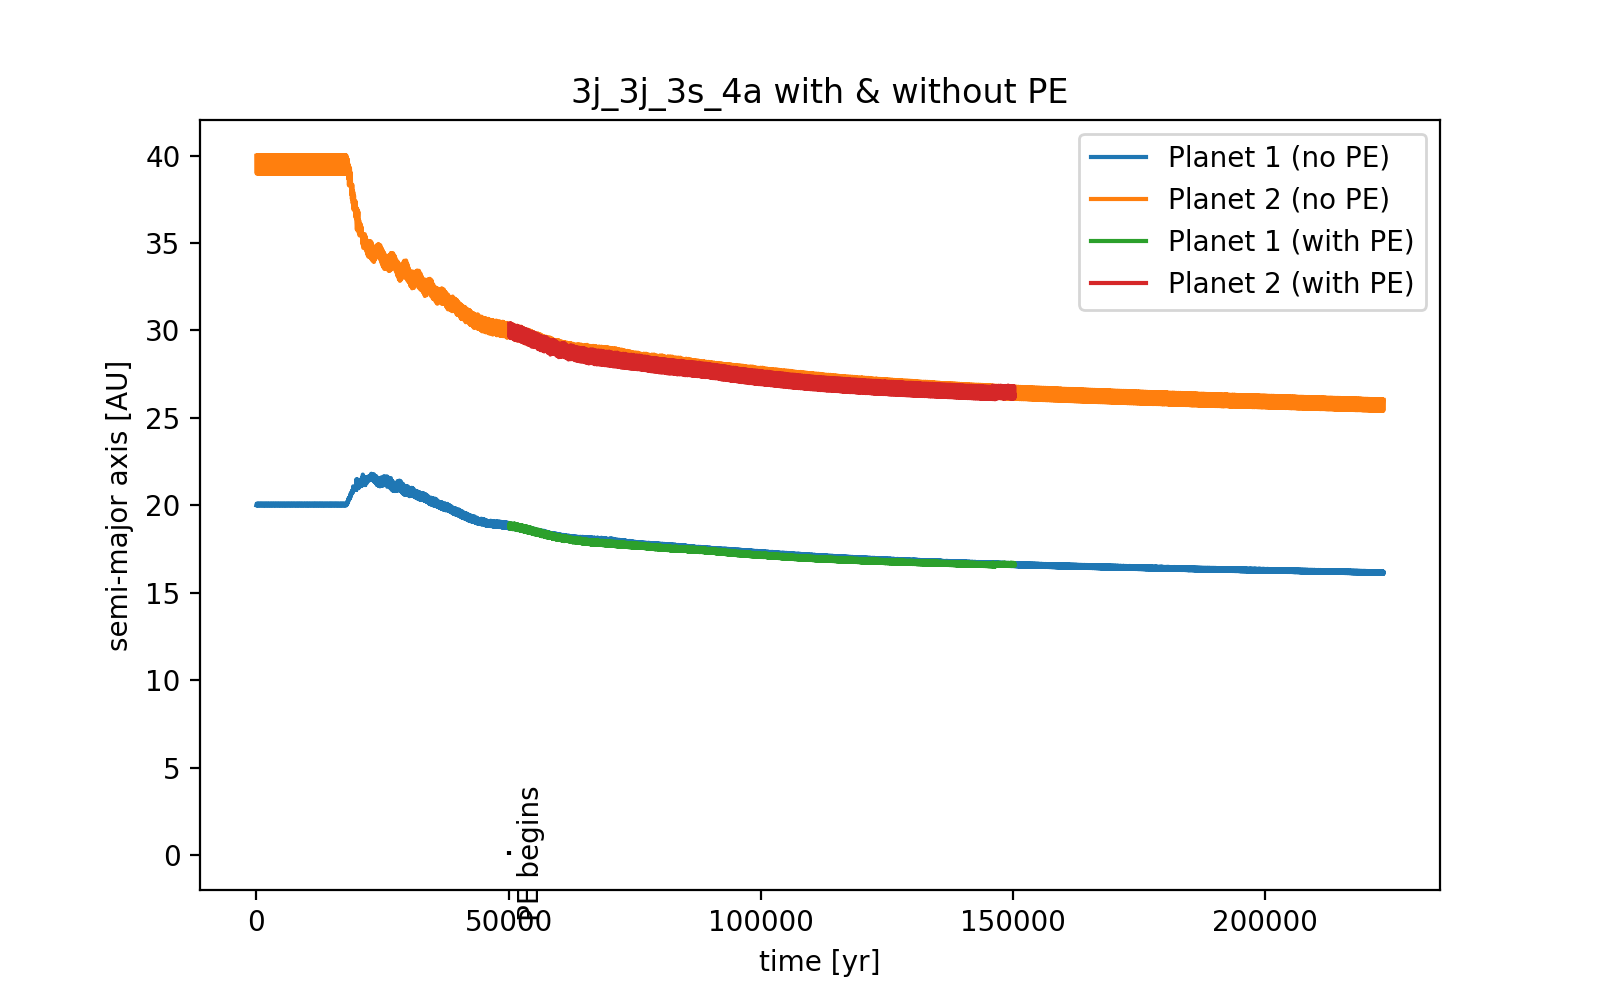 3j_3j_3s_4a with & without PE
Planet 1 (no PE)
Planet 2 (no PE)
Planet 1 (with PE)
Planet 2 (with PE)
semi-major axis [AU]
40
35
30
25
20
15
10
5
0
PE begins
0
50000
100000
150000
200000
time [yr]